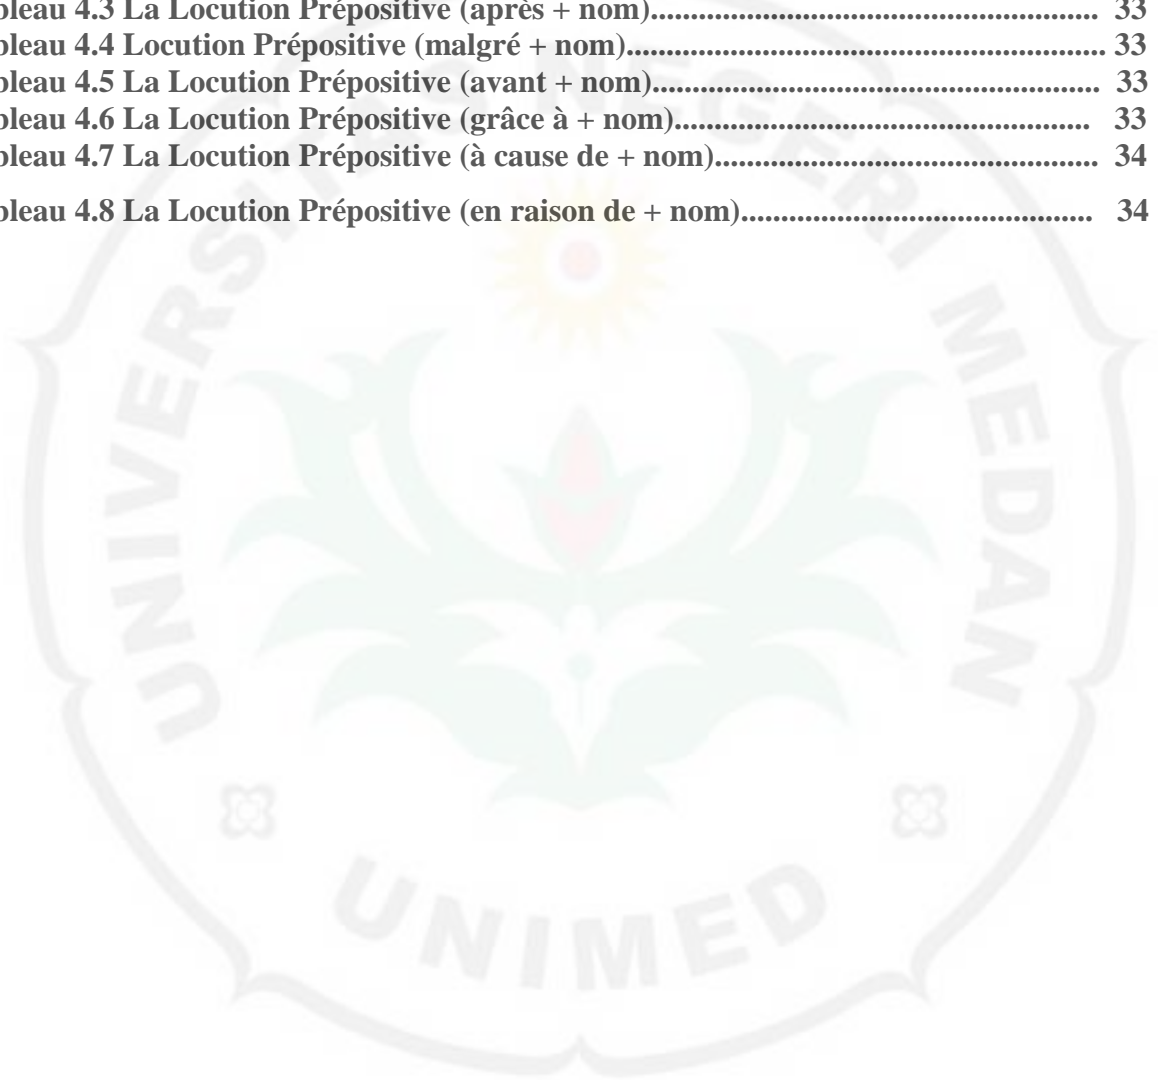 bleau 4.3 La Locution Prépositive (après + nom)........................................................................... 33
bleau 4.4 Locution Prépositive (malgré + nom)................................................................................ 33
bleau 4.5 La Locution Prépositive (avant + nom)........................................................................... 33
bleau 4.6 La Locution Prépositive (grâce à + nom)..................................................................... 33
bleau 4.7 La Locution Prépositive (à cause de + nom)................................................................ 34
bleau 4.8 La Locution Prépositive (en raison de + nom).......................................................... 34
UNIVERSITAS NEGERI MEDAN
UNIMED